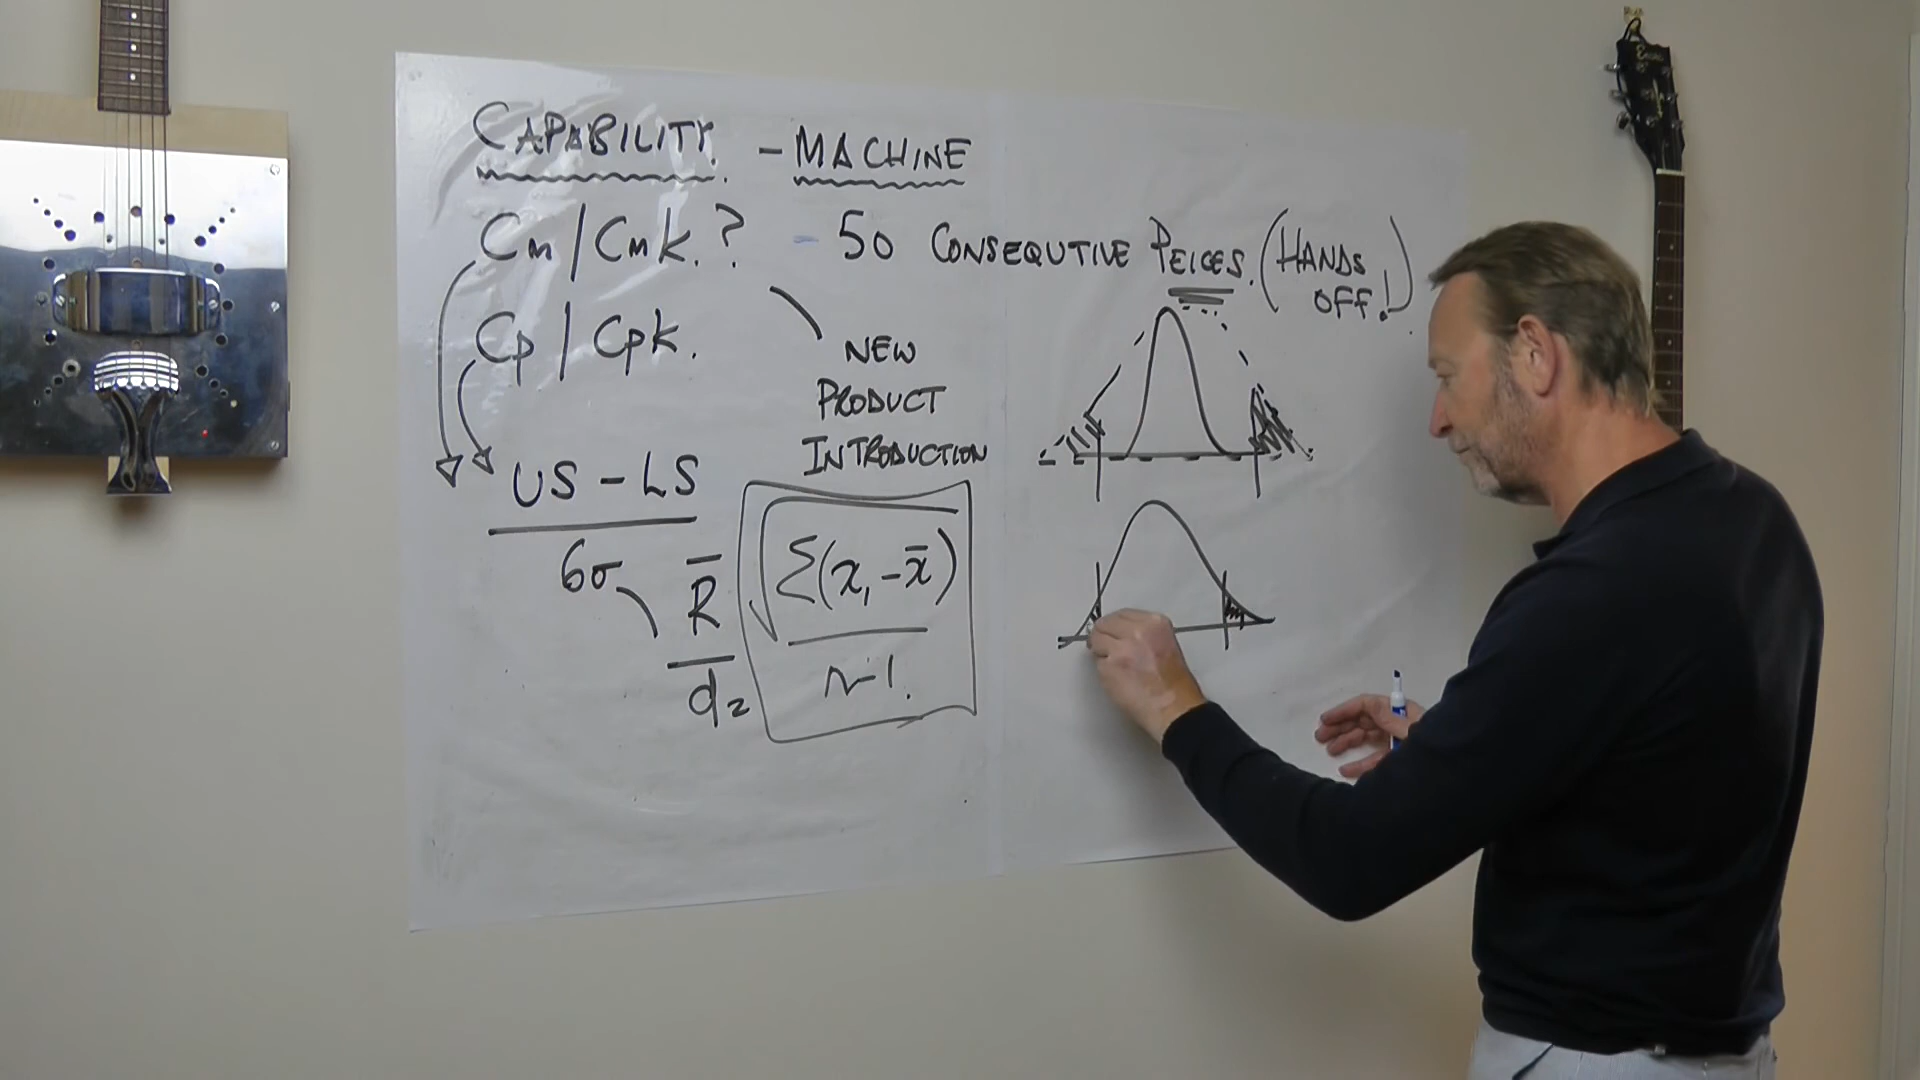 CAPABILITY. - MACHINE
Cm / Cmk. ? - 50 CONSEQUTIVE PEICES. (HANDS OFF!)
Cp / Cpk.
NEW
PRODUCT
INTRODUCTION
US - LS
6σ
R̄
d₂
√Σ(x₁ - x̄)
n-1.